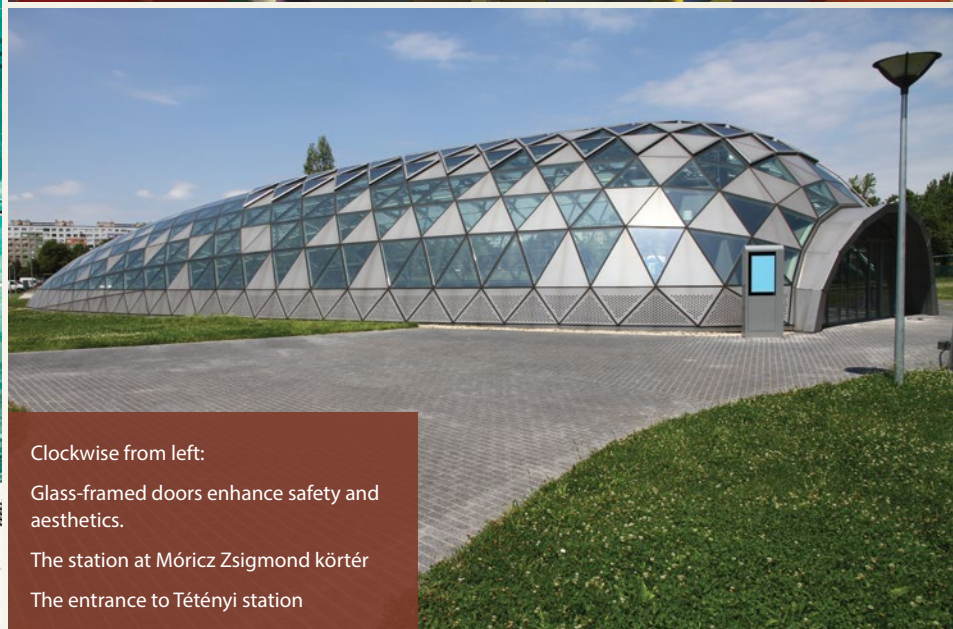 Clockwise from left:
Glass-framed doors enhance safety and
aesthetics.
The station at Móricz Zsigmond körtér
The entrance to Tétényi station